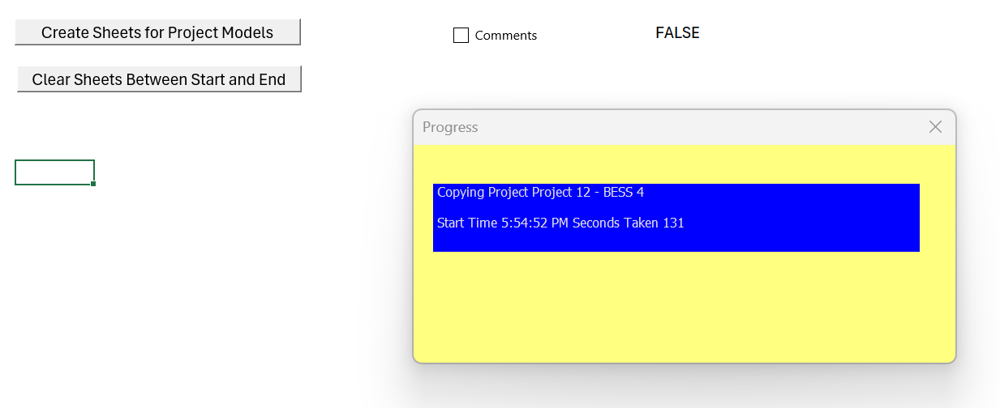 Create Sheets for Project Models
Comments
FALSE
Clear Sheets Between Start and End
Progress
Copying Project Project 12 - BESS 4
Start Time 5:54:52 PM Seconds Taken 131